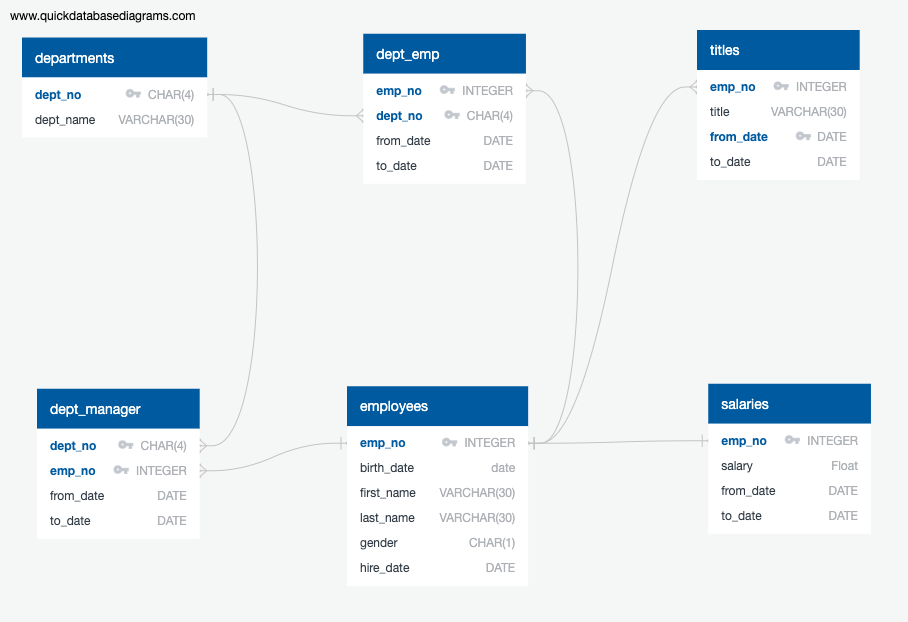 www.quickdatabasediagrams.com
departments
dept_no CHAR(4)
dept_name VARCHAR(30)
dept_emp
emp_no INTEGER
dept_no CHAR(4)
from_date DATE
to_date DATE
titles
emp_no INTEGER
title VARCHAR(30)
from_date DATE
to_date DATE
dept_manager
dept_no CHAR(4)
emp_no INTEGER
from_date DATE
to_date DATE
employees
emp_no INTEGER
birth_date date
first_name VARCHAR(30)
last_name VARCHAR(30)
gender CHAR(1)
hire_date DATE
salaries
emp_no INTEGER
salary Float
from_date DATE
to_date DATE